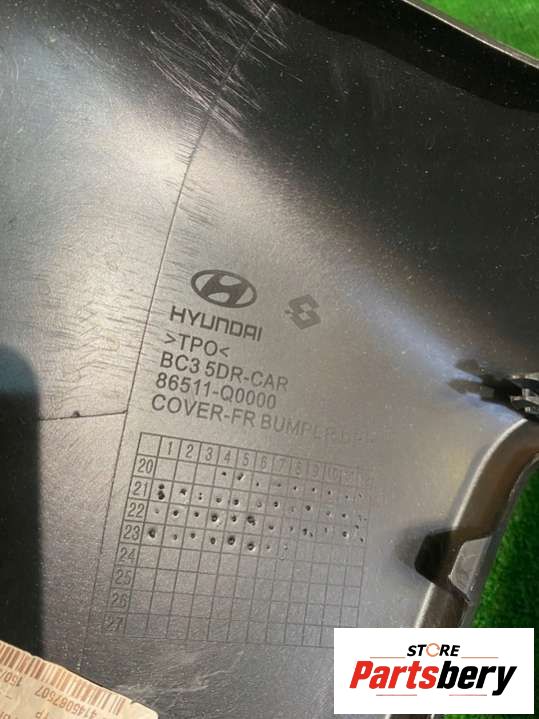 HYUNDAI
>TPO<
BC3 5DR-CAR
86511-Q0000
COVER-FR BUMPER
1 2 3 4 5 6 7 8 9 10
20
21
22
23
24
25
26
27
4145067507
STORE
Partsbery